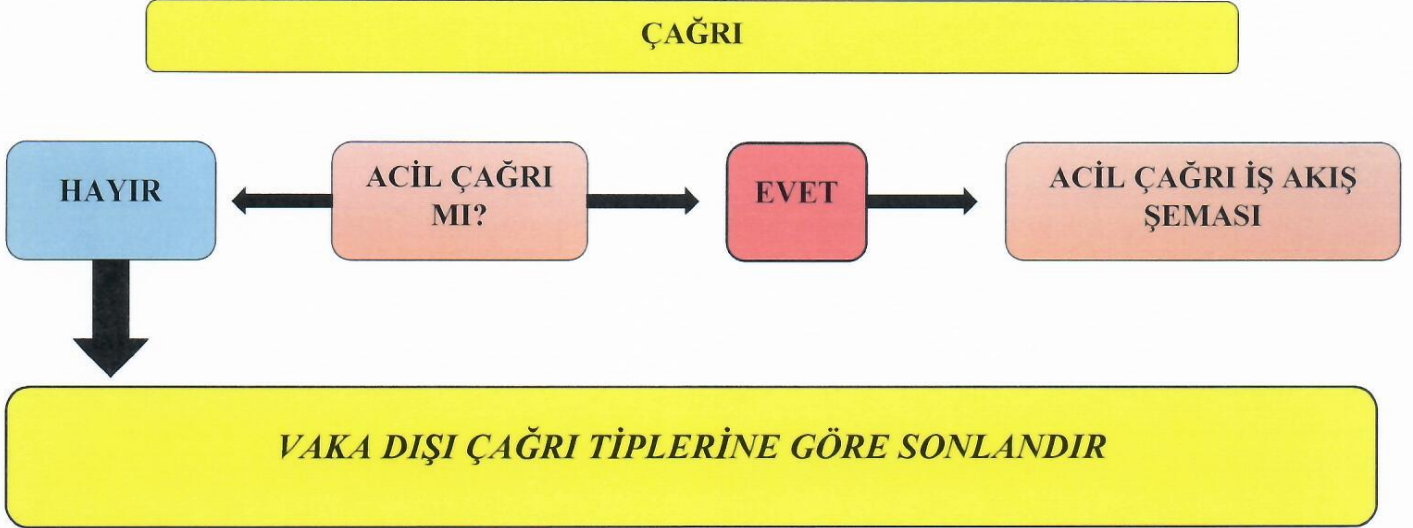 ÇAĞRI
HAYIR
ACİL ÇAĞRI
MI?
EVET
ACİL ÇAĞRI İŞ AKIŞ
ŞEMASI
VAKA DIŞI ÇAĞRI TİPLERİNE GÖRE SONLANDIR